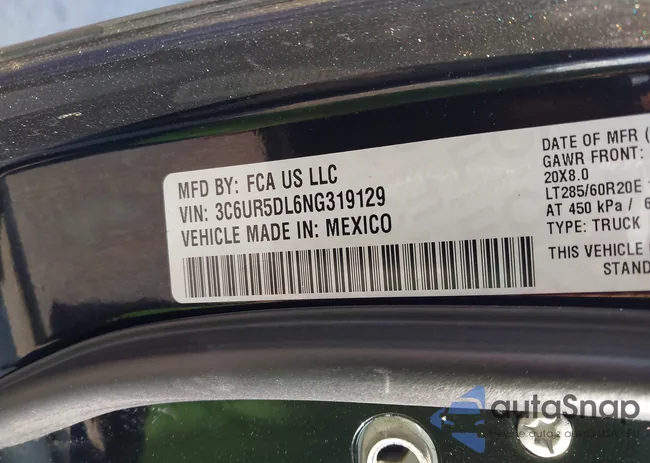 MFD BY: FCA US LLC
VIN: 3C6UR5DL6NG319129
VEHICLE MADE IN: MEXICO
DATE OF MFR (
GAWR FRONT:
20X8.0
LT285/60R20E
AT 450 kPa / 6
TYPE: TRUCK
THIS VEHICLE
STAND
autoSnap